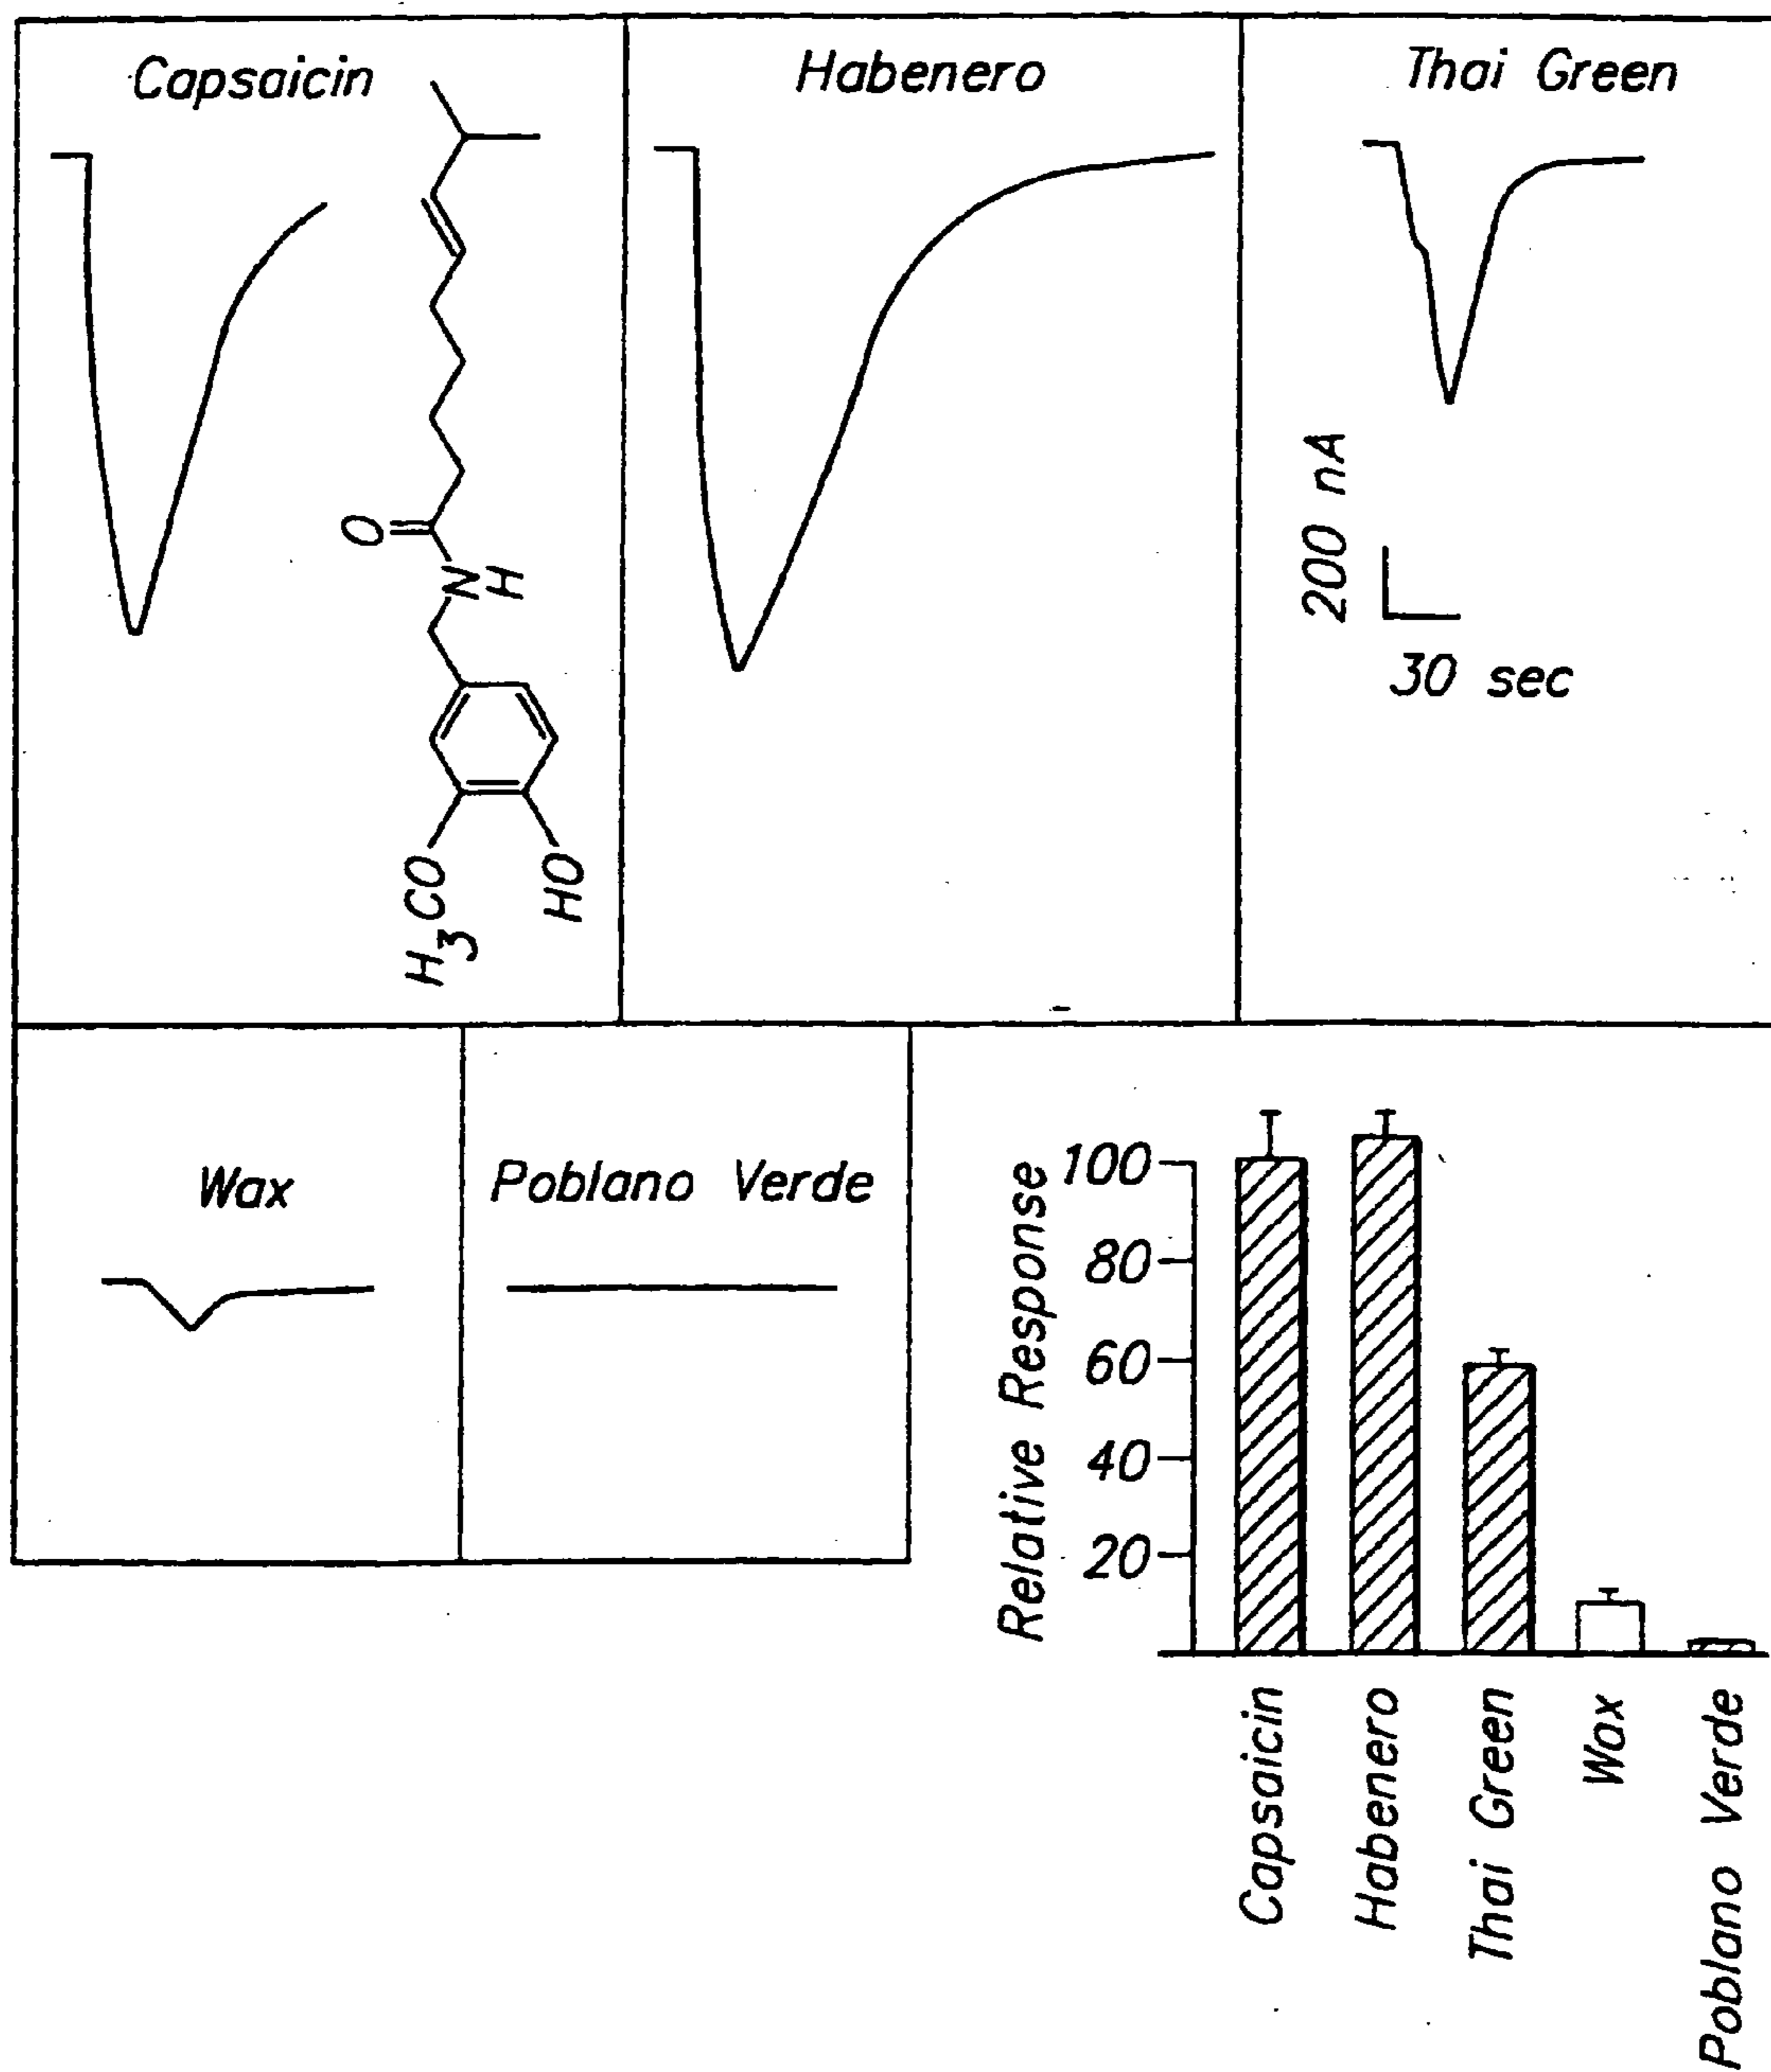 Capsaicin
Habenero
Thai Green
O
N
H
H3CO
HO
200 nA
30 sec
Wax
Poblano Verde
Relative Response
100
80
60
40
20
Capsaicin
Habenero
Thai Green
Wax
Poblano Verde